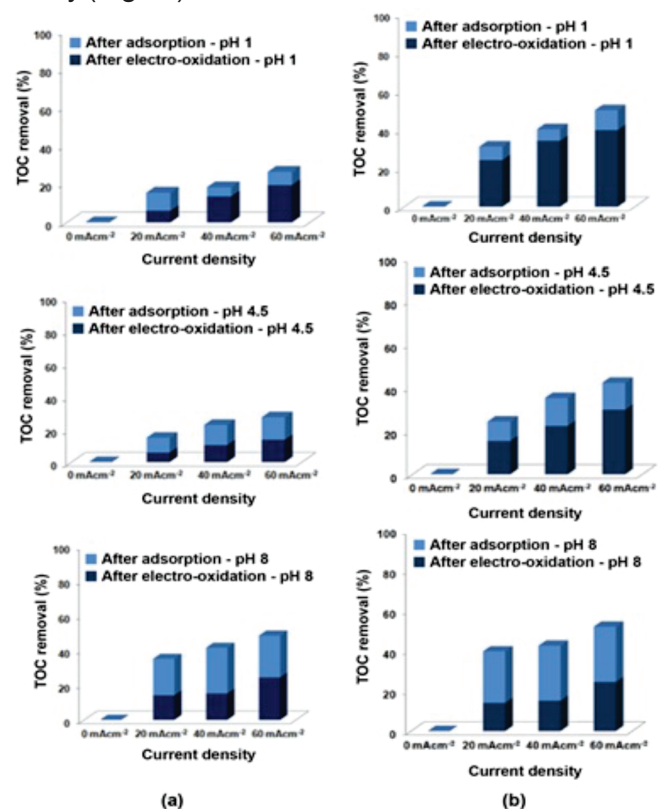 After adsorption - pH 1
After electro-oxidation - pH 1
TOC removal (%)
100
80
60
40
20
0
0 mAcm⁻² 20 mAcm⁻² 40 mAcm⁻² 60 mAcm⁻²
Current density
After adsorption - pH 1
After electro-oxidation - pH 1
TOC removal (%)
100
80
60
40
20
0
0 mAcm⁻² 20 mAcm⁻² 40 mAcm⁻² 60 mAcm⁻²
Current density
After adsorption - pH 4.5
After electro-oxidation - pH 4.5
TOC removal (%)
100
80
60
40
20
0
0 mAcm⁻² 20 mAcm⁻² 40 mAcm⁻² 60 mAcm⁻²
Current density
After adsorption - pH 4.5
After electro-oxidation - pH 4.5
TOC removal (%)
100
80
60
40
20
0
0 mAcm⁻² 20 mAcm⁻² 40 mAcm⁻² 60 mAcm⁻²
Current density
After adsorption - pH 8
After electro-oxidation - pH 8
TOC removal (%)
100
80
60
40
20
0
0 mAcm⁻² 20 mAcm⁻² 40 mAcm⁻² 60 mAcm⁻²
Current density
After adsorption - pH 8
After electro-oxidation - pH 8
TOC removal (%)
100
80
60
40
20
0
0 mAcm⁻² 20 mAcm⁻² 40 mAcm⁻² 60 mAcm⁻²
Current density
(a) (b)